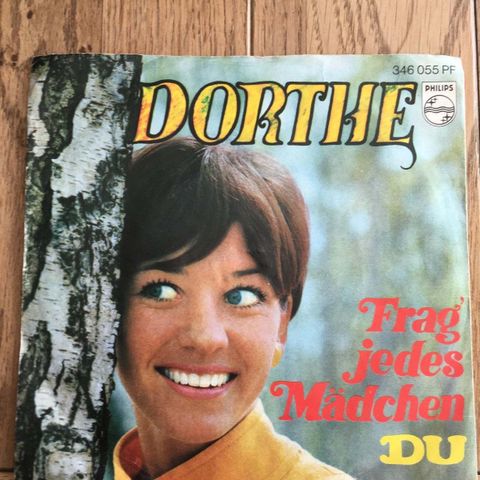 346 055 PF
DORTHE
PHILIPS
Frag'
jedes
Mädchen
DU